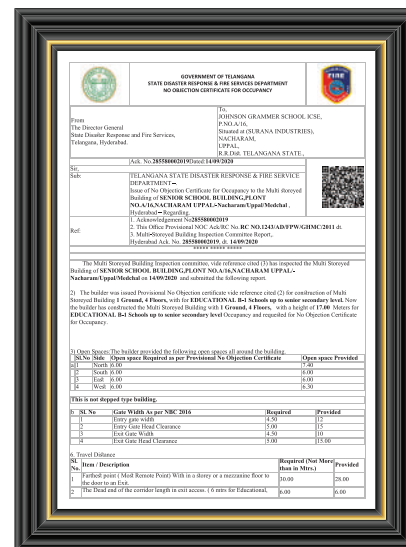 GOVERNMENT OF TELANGANA
STATE DISASTER RESPONSE & FIRE SERVICES DEPARTMENT
NO OBJECTION CERTIFICATE FOR OCCUPANCY
FIRE
From
The Director General
State Disaster Response and Fire Services,
Telangana, Hyderabad.
To,
JOHNSON GRAMMER SCHOOL ICSE,
P.NO.A/16,
Situated at (SURANA INDUSTRIES),
NACHARAM,
UPPAL,
R.R.Dist. TELANGANA STATE.,
Ack. No.285580002019Dated:14/09/2020
Sir,
Sub: TELANGANA STATE DISASTER RESPONSE & FIRE SERVICE
DEPARTMENT –
Issue of No Objection Certificate for Occupancy to the Multi storeyed
Building of SENIOR SCHOOL BUILDING,PLONT
NO.A/16,NACHARAM UPPAL/-Nacharam/Uppal/Medchal ,
Hyderabad – Regarding.
Ref. 1. Acknowledgement No285580002019
2. This Office Provisional NOC Ack/RC No. RC NO.1243/AD/FPW/GHMC/2011 dt.
3. Multi-Storeyed Building Inspection Committee Report,
Hyderabad Ack. No. 285580002019, dt. 14/09/2020
The Multi Storeyed Building Inspection Committee, vide reference cited (3) has inspected the Multi Storeyed
Building of SENIOR SCHOOL BUILDING,PLONT NO.A/16,NACHARAM UPPAL/-
Nacharam/Uppal/Medchal on 14/09/2020 and submitted the following report.
2) The builder was issued Provisional No Objection certificate vide reference cited (2) for construction of Multi
Storeyed Building 1 Ground, 4 Floors, with for EDUCATIONAL B-1 Schools up to senior secondary level. Now
the builder has constructed the Multi Storeyed Building with 1 Ground, 4 Floors, with a height of 17.00 Meters for
EDUCATIONAL B-1 Schools up to senior secondary level Occupancy and requested for No Objection Certificate
for Occupancy.
3) Open Spaces:The builder provided the following open spaces all around the building.
Sl.No Side Open space Required as per Provisional No Objection Certificate Open space Provided
a 1 North 6.00 7.40
2 South 6.00 6.00
3 East 6.00 6.00
4 West 6.00 6.30
This is not stepped type building.
b Sl. No Gate Width As per NBC 2016 Required Provided
1 Entry gate width 4.50 12
2 Entry Gate Head Clearance 5.00 15
3 Exit Gate Width 4.50 10
4 Exit Gate Head Clearance 5.00 15.00
6. Travel Distance
Sl. No. Item / Description Required (Not More than in Mtrs.) Provided
1 Farthest point ( Most Remote Point) With in a storey or a mezzanine floor to
the door to an Exit. 30.00 28.00
2 The Dead end of the corridor length in exit access. ( 6 mtrs for Educational. 6.00 6.00